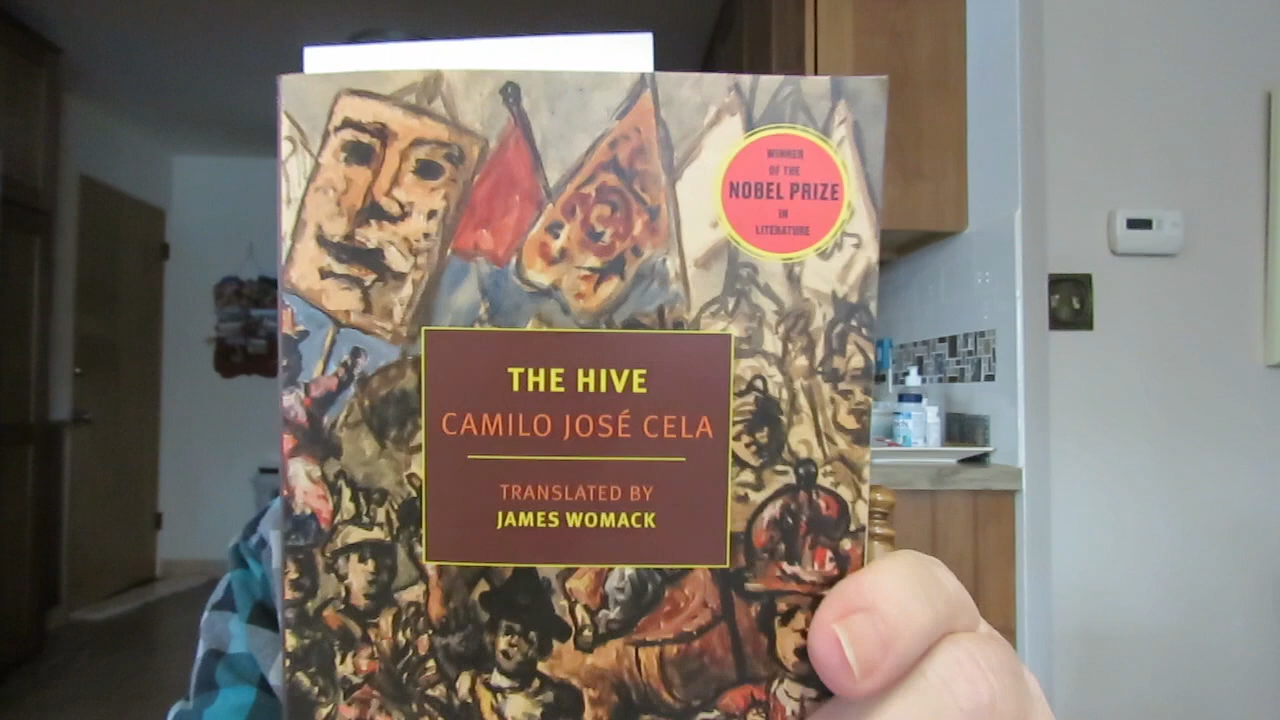 WINNER
OF THE
NOBEL PRIZE
IN
LITERATURE
THE HIVE
CAMILO JOSÉ CELA
TRANSLATED BY
JAMES WOMACK